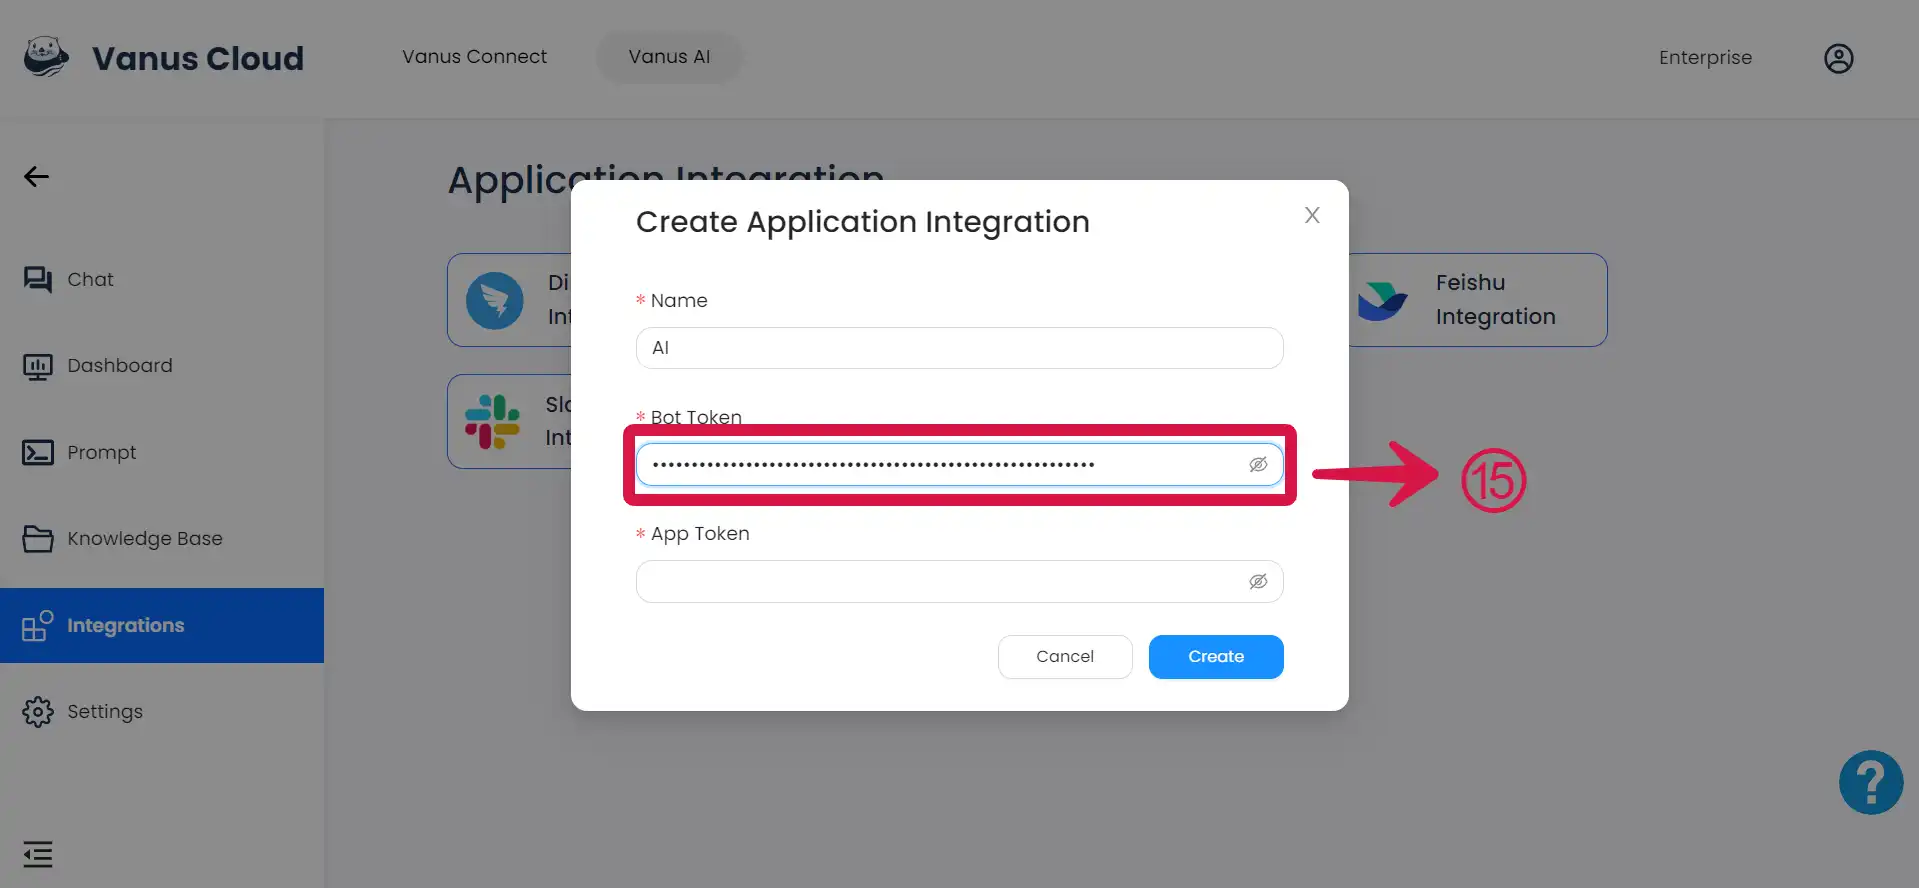 Vanus Cloud
Vanus Connect
Vanus AI
Enterprise
Chat
Dashboard
Prompt
Knowledge Base
Integrations
Settings
Application Integration
Di
Int
Feishu
Integration
Slo
Int
Create Application Integration
X
* Name
AI
* Bot Token
•••••••••••••••••••••••••••••••••••••••••••••••••••••••••
⑮
* App Token
Cancel
Create
?